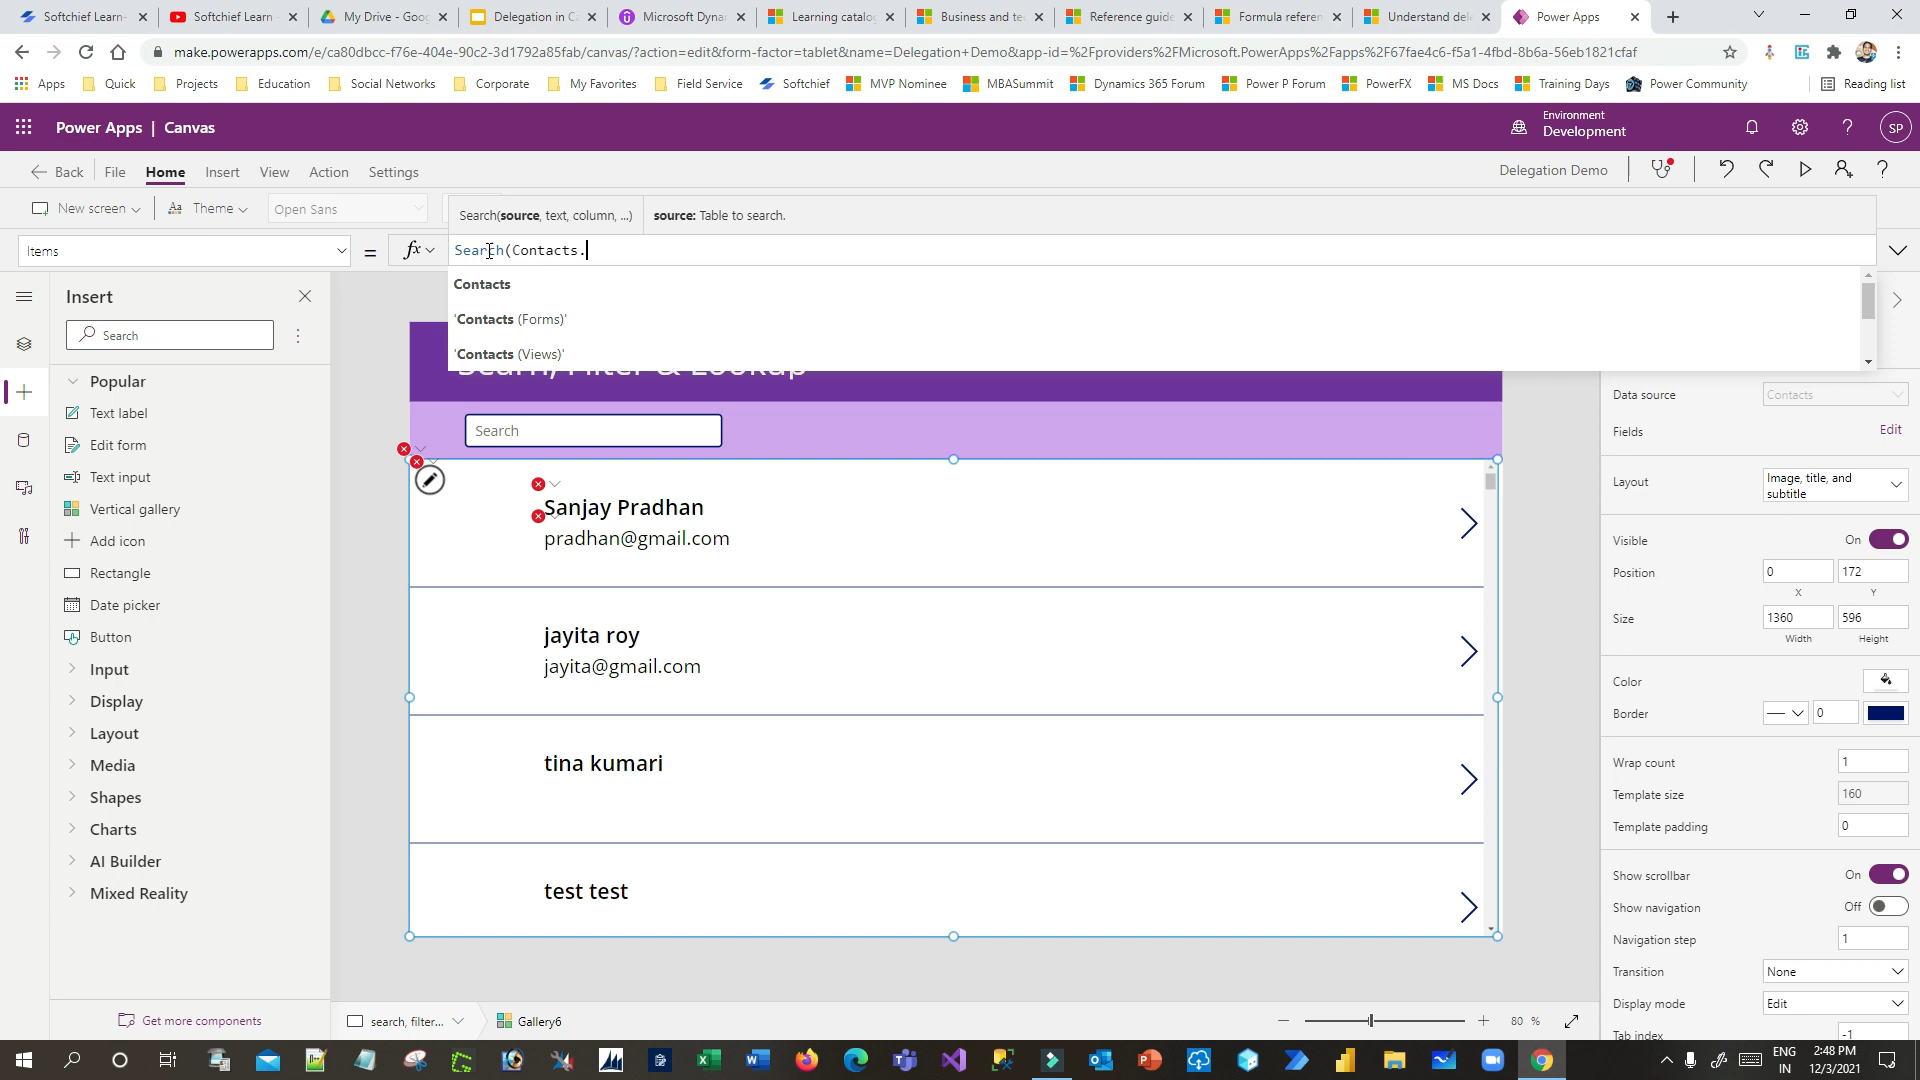 Softchief Learn-
Softchief Learn -
My Drive - Goo
Delegation in C
Microsoft Dyna
Learning catalo
Business and te
Reference guide
Formula referen
Understand del
Power Apps
make.powerapps.com/e/ca80dbcc-f76e-404e-90c2-3d1792a85fab/canvas/?action=edit&form-factor=tablet&name=Delegation+Demo&app-id=%2Fproviders%2FMicrosoft.PowerApps%2Fapps%2F67fae4c6-f5a1-4fbd-8b6a-56eb1821cfaf
Apps Quick Projects Education Social Networks Corporate My Favorites Field Service Softchief MVP Nominee MBASummit Dynamics 365 Forum Power P Forum PowerFX MS Docs Training Days Power Community Reading list
Power Apps | Canvas
Environment
Development
SP
Back File Home Insert View Action Settings Delegation Demo
New screen Theme Open Sans
Search(source, text, column, ...) source: Table to search.
Items = fx Search(Contacts.
Contacts
'Contacts (Forms)'
'Contacts (Views)'
Insert
Search
Popular
Text label
Edit form
Text input
Vertical gallery
Add icon
Rectangle
Date picker
Button
Input
Display
Layout
Media
Shapes
Charts
AI Builder
Mixed Reality
Get more components
Search, Filter & Lookup
Search
Sanjay Pradhan
pradhan@gmail.com
jayita roy
jayita@gmail.com
tina kumari
test test
search, filter...
Gallery6
80 %
Data source Contacts
Fields Edit
Layout Image, title, and
subtitle
Visible On
Position 0 172
X Y
Size 1360 596
Width Height
Color
Border 0
Wrap count 1
Template size 160
Template padding 0
Show scrollbar On
Show navigation Off
Navigation step 1
Transition None
Display mode Edit
Tab index -1
ENG
IN
2:48 PM
12/3/2021